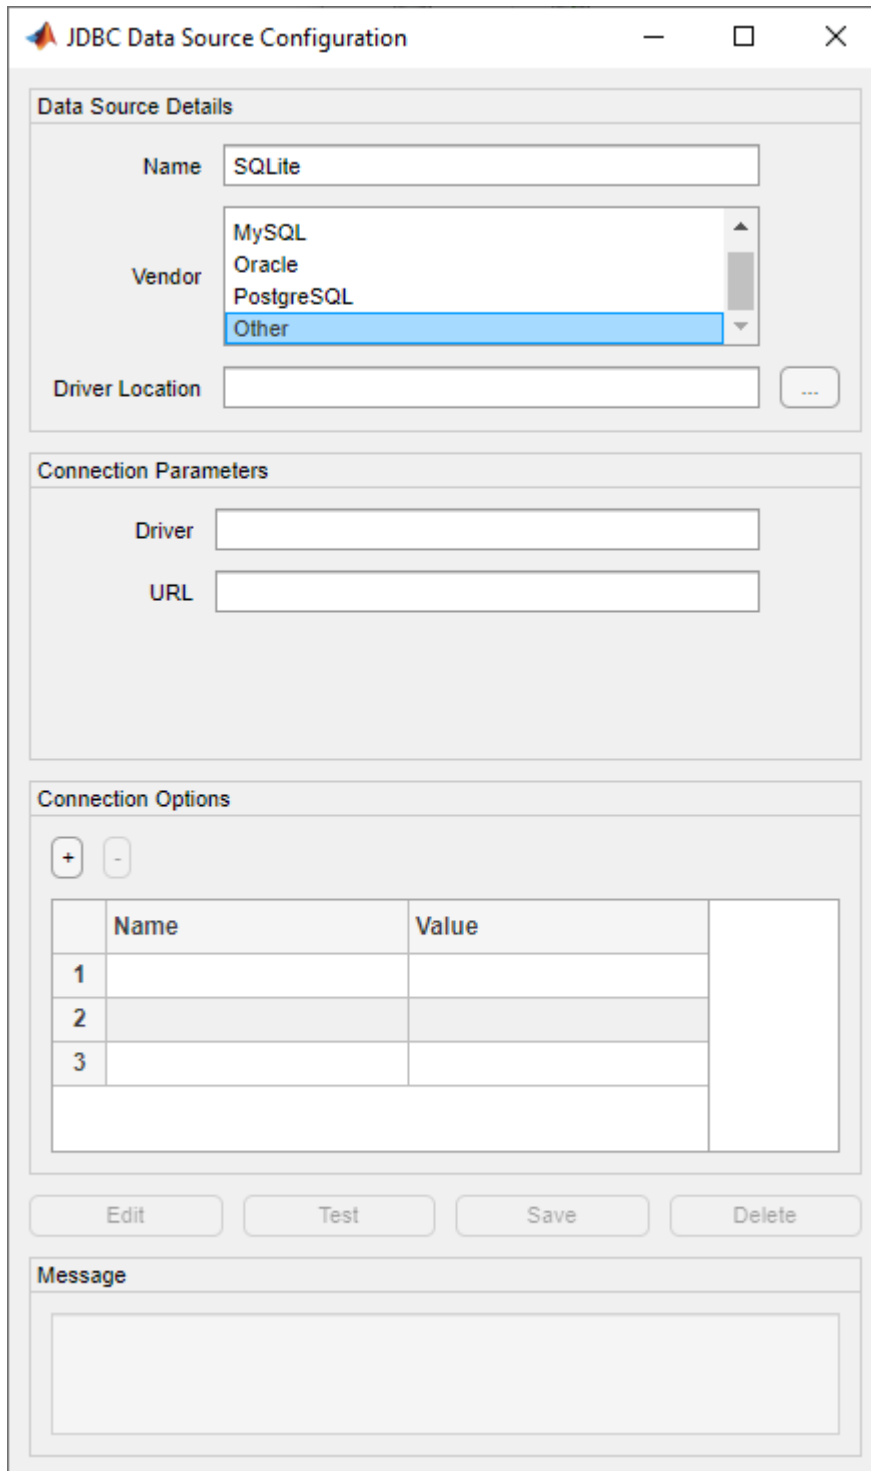 JDBC Data Source Configuration
Data Source Details
Name SQLite
Vendor
MySQL
Oracle
PostgreSQL
Other
Driver Location ...
Connection Parameters
Driver
URL
Connection Options
+ -
Name Value
1
2
3
Edit Test Save Delete
Message